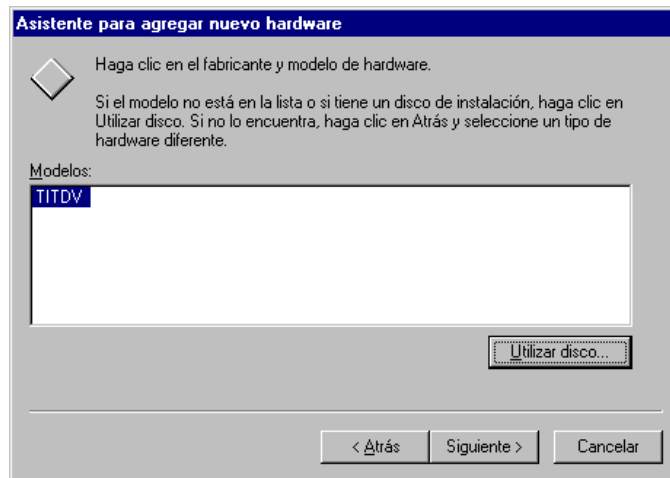 Asistente para agregar nuevo hardware
Haga clic en el fabricante y modelo de hardware.
Si el modelo no está en la lista o si tiene un disco de instalación, haga clic en
Utilizar disco. Si no lo encuentra, haga clic en Atrás y seleccione un tipo de
hardware diferente.
Modelos:
TITDV
Utilizar disco...
< Atrás
Siguiente >
Cancelar